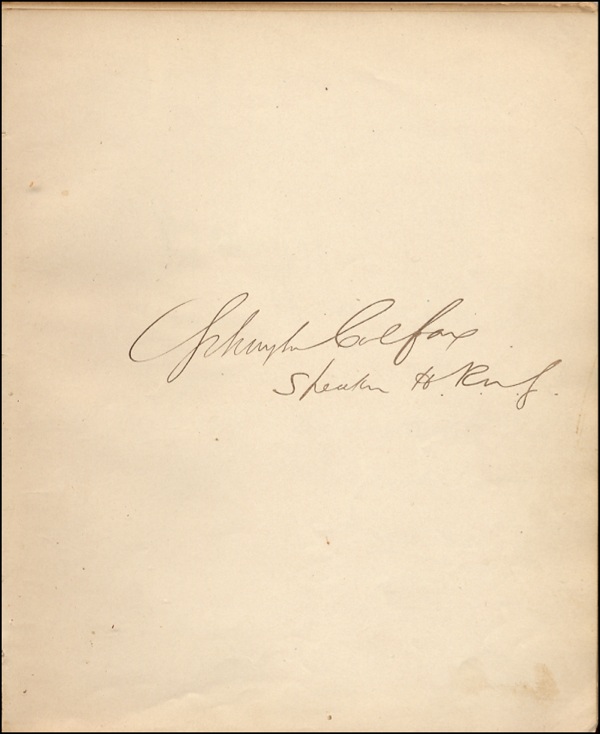 Schuyler Colfax
Speaker H. R.